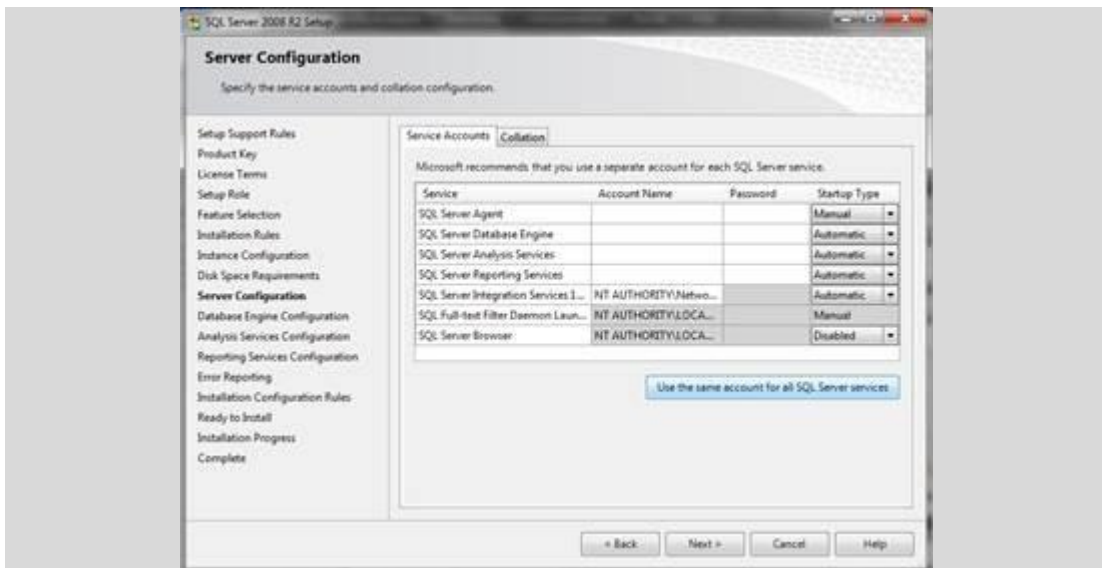 SQL Server 2008 R2 Setup
Server Configuration
Specify the service accounts and collation configuration.
Setup Support Rules
Product Key
License Terms
Setup Role
Feature Selection
Installation Rules
Instance Configuration
Disk Space Requirements
Server Configuration
Database Engine Configuration
Analysis Services Configuration
Reporting Services Configuration
Error Reporting
Installation Configuration Rules
Ready to Install
Installation Progress
Complete
Service Accounts Collation
Microsoft recommends that you use a separate account for each SQL Server service.
Service Account Name Password Startup Type
SQL Server Agent Manual
SQL Server Database Engine Automatic
SQL Server Analysis Services Automatic
SQL Server Reporting Services Automatic
SQL Server Integration Services 1... NT AUTHORITY\Netwo... Automatic
SQL Full-text Filter Daemon Laun... NT AUTHORITY\LOCA... Manual
SQL Server Browser NT AUTHORITY\LOCA... Disabled
Use the same account for all SQL Server services
< Back Next > Cancel Help